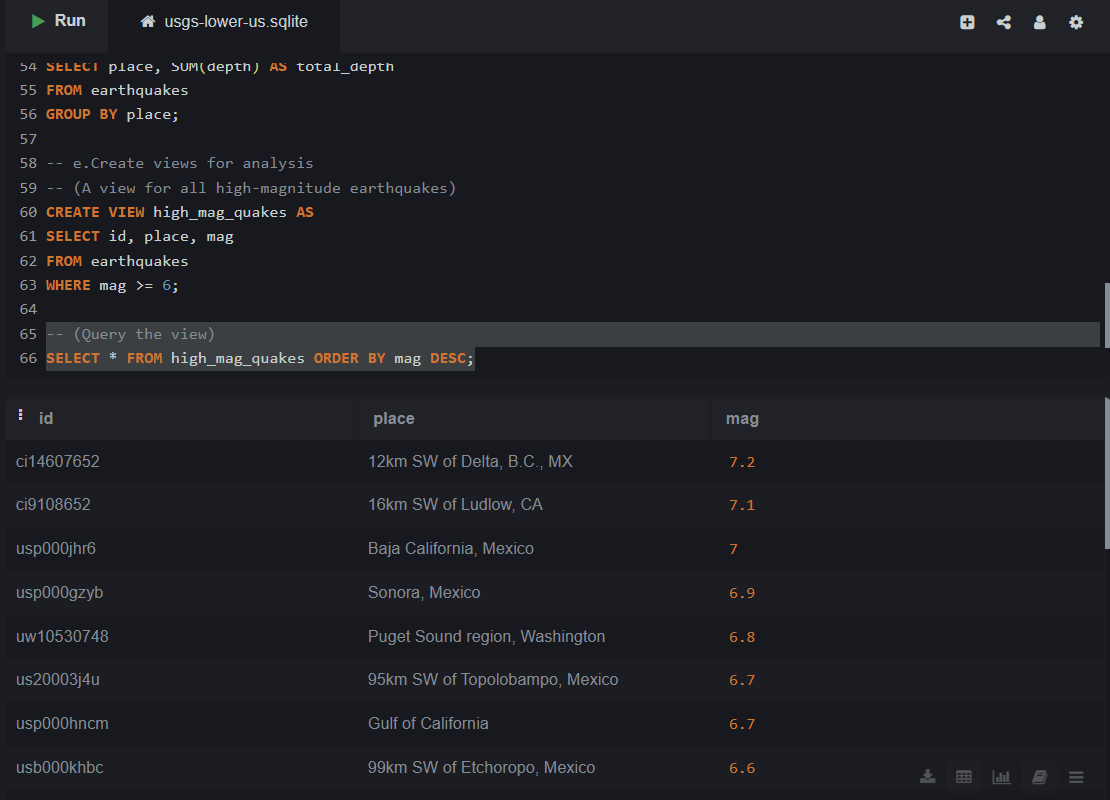 Run usgs-lower-us.sqlite
54 SELECT place, SUM(depth) AS total_depth
55 FROM earthquakes
56 GROUP BY place;
57
58 -- e.Create views for analysis
59 -- (A view for all high-magnitude earthquakes)
60 CREATE VIEW high_mag_quakes AS
61 SELECT id, place, mag
62 FROM earthquakes
63 WHERE mag >= 6;
64
65 -- (Query the view)
66 SELECT * FROM high_mag_quakes ORDER BY mag DESC;
id place mag
ci14607652 12km SW of Delta, B.C., MX 7.2
ci9108652 16km SW of Ludlow, CA 7.1
usp000jhr6 Baja California, Mexico 7
usp000gzyb Sonora, Mexico 6.9
uw10530748 Puget Sound region, Washington 6.8
us20003j4u 95km SW of Topolobampo, Mexico 6.7
usp000hncm Gulf of California 6.7
usb000khbc 99km SW of Etchoropo, Mexico 6.6